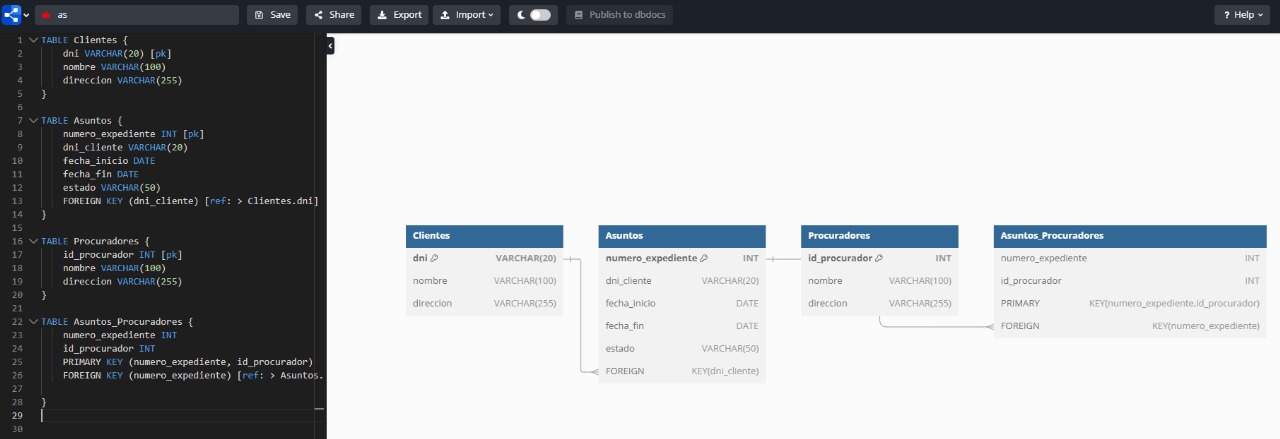 as
Save
Share
Export
Import
Publish to dbdocs
? Help
1 TABLE Clientes {
2 dni VARCHAR(20) [pk]
3 nombre VARCHAR(100)
4 direccion VARCHAR(255)
5 }
6
7 TABLE Asuntos {
8 numero_expediente INT [pk]
9 dni_cliente VARCHAR(20)
10 fecha_inicio DATE
11 fecha_fin DATE
12 estado VARCHAR(50)
13 FOREIGN KEY (dni_cliente) [ref: > Clientes.dni]
14 }
15
16 TABLE Procuradores {
17 id_procurador INT [pk]
18 nombre VARCHAR(100)
19 direccion VARCHAR(255)
20 }
21
22 TABLE Asuntos_Procuradores {
23 numero_expediente INT
24 id_procurador INT
25 PRIMARY KEY (numero_expediente, id_procurador)
26 FOREIGN KEY (numero_expediente) [ref: > Asuntos.
27
28 }
29
30
Clientes
dni VARCHAR(20)
nombre VARCHAR(100)
direccion VARCHAR(255)
Asuntos
numero_expediente INT
dni_cliente VARCHAR(20)
fecha_inicio DATE
fecha_fin DATE
estado VARCHAR(50)
FOREIGN KEY(dni_cliente)
Procuradores
id_procurador INT
nombre VARCHAR(100)
direccion VARCHAR(255)
Asuntos_Procuradores
numero_expediente INT
id_procurador INT
PRIMARY KEY(numero_expediente.id_procurador)
FOREIGN KEY(numero_expediente)